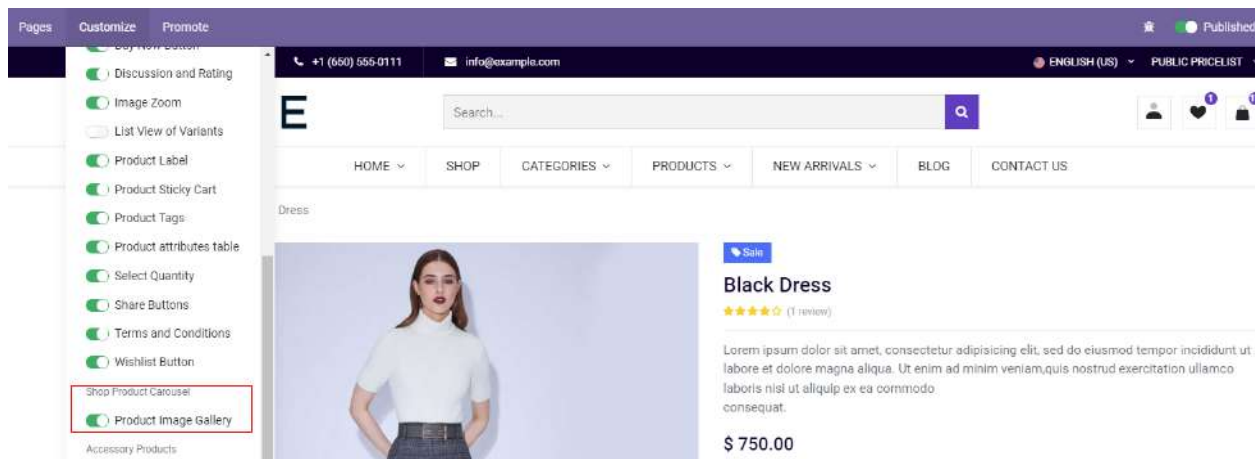 Pages Customize Promote Published
Buy Now Button
+1 (650) 555-0111 info@example.com ENGLISH (US) PUBLIC PRICELIST
Discussion and Rating
Image Zoom
E Search... 1 1
List View of Variants
Product Label
HOME SHOP CATEGORIES PRODUCTS NEW ARRIVALS BLOG CONTACT US
Product Sticky Cart
Product Tags
Dress
Product attributes table
Select Quantity
Share Buttons
Terms and Conditions
Wishlist Button
Shop Product Carousel
Product Image Gallery
Accessory Products
Sale
Black Dress
(1 review)
Lorem ipsum dolor sit amet, consectetur adipisicing elit, sed do eiusmod tempor incididunt ut
labore et dolore magna aliqua. Ut enim ad minim veniam,quis nostrud exercitation ullamco
laboris nisi ut aliquip ex ea commodo
consequat.
$ 750.00